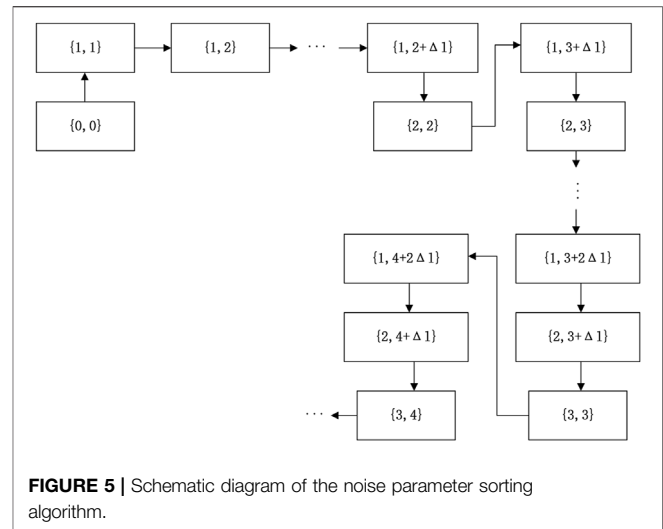 {1, 1}
{1, 2}
...
{1, 2+Δ1}
{1, 3+Δ1}
{0, 0}
{2, 2}
{2, 3}
...
{1, 4+2Δ1}
{1, 3+2Δ1}
{2, 4+Δ1}
{2, 3+Δ1}
...
{3, 4}
{3, 3}
FIGURE 5 | Schematic diagram of the noise parameter sorting
algorithm.